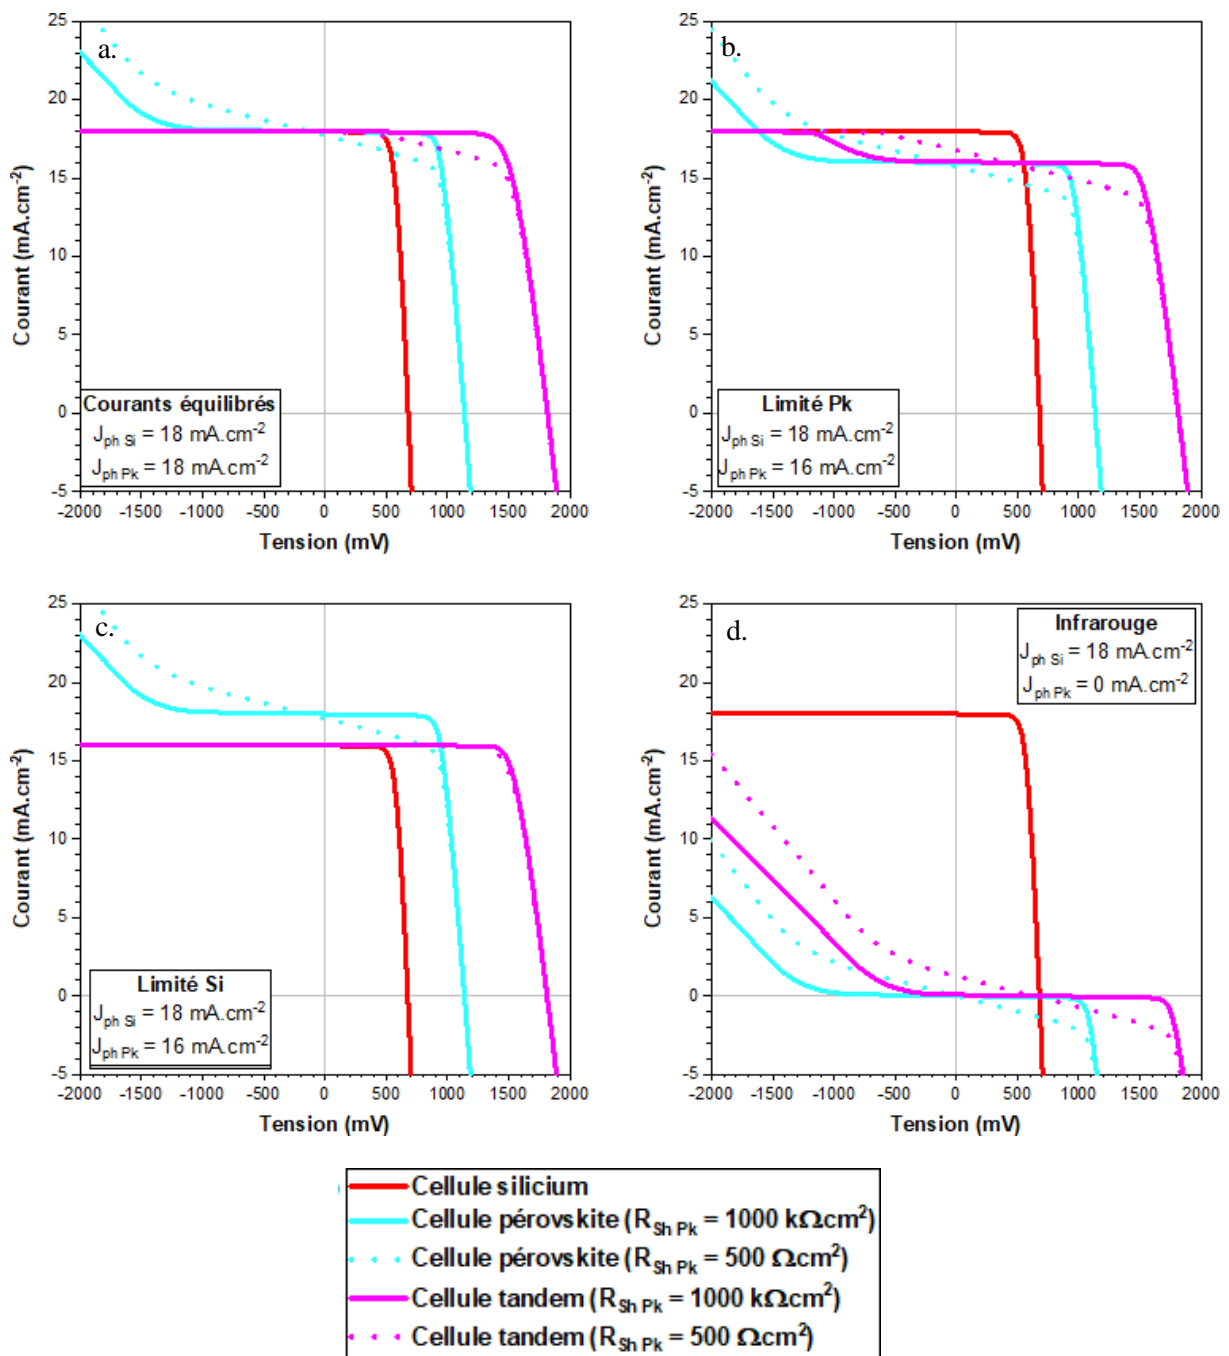 a.
25
20
15
10
5
0
-5
Courant (mA.cm-2)
Courants équilibrés
Jph Si = 18 mA.cm-2
Jph Pk = 18 mA.cm-2
-2000 -1500 -1000 -500 0 500 1000 1500 2000
Tension (mV)
b.
25
20
15
10
5
0
-5
Courant (mA.cm-2)
Limité Pk
Jph Si = 18 mA.cm-2
Jph Pk = 16 mA.cm-2
-2000 -1500 -1000 -500 0 500 1000 1500 2000
Tension (mV)
c.
25
20
15
10
5
0
-5
Courant (mA.cm-2)
Limité Si
Jph Si = 18 mA.cm-2
Jph Pk = 16 mA.cm-2
-2000 -1500 -1000 -500 0 500 1000 1500 2000
Tension (mV)
d.
25
20
15
10
5
0
-5
Courant (mA.cm-2)
Infrarouge
Jph Si = 18 mA.cm-2
Jph Pk = 0 mA.cm-2
-2000 -1500 -1000 -500 0 500 1000 1500 2000
Tension (mV)
Cellule silicium
Cellule pérovskite (RSh Pk = 1000 kΩcm2)
Cellule pérovskite (RSh Pk = 500 Ωcm2)
Cellule tandem (RSh Pk = 1000 kΩcm2)
Cellule tandem (RSh Pk = 500 Ωcm2)